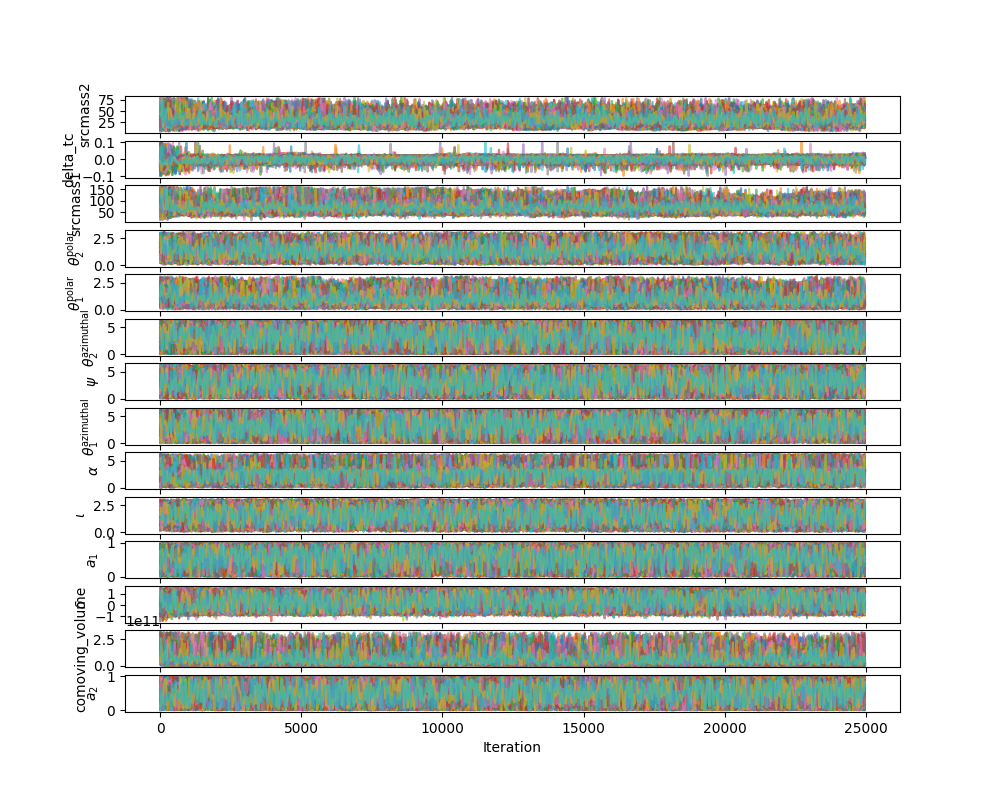 srcmass2
75
50
25
delta_tc
0.1
0.0
−0.1
srcmass1
150
100
50
θ₂^polar
2.5
0.0
θ₁^polar
2.5
0.0
θ₂^azimuthal
5
0
ψ
5
0
θ₁^azimuthal
5
0
α
5
0
ι
2.5
0.0
a₁
1
0
1
0
−1
comoving_volume
1e11
2.5
0.0
a₂
1
0
0 5000 10000 15000 20000 25000
Iteration